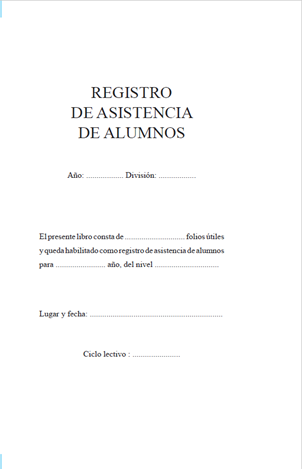 REGISTRO
DE ASISTENCIA
DE ALUMNOS
Año: .................. División: ..................
El presente libro consta de ............................. folios útiles
y queda habilitado como registro de asistencia de alumnos
para ........................ año, del nivel ...............................
Lugar y fecha: ................................................................
Ciclo lectivo : .......................